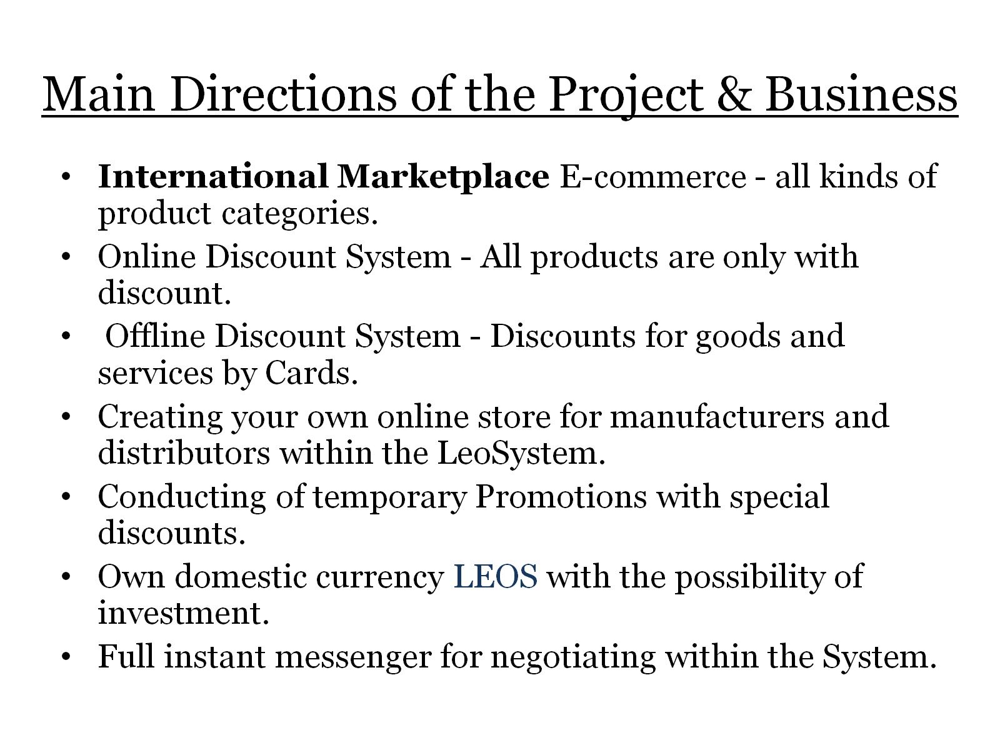 Main Directions of the Project & Business
• International Marketplace E-commerce - all kinds of
product categories.
• Online Discount System - All products are only with
discount.
• Offline Discount System - Discounts for goods and
services by Cards.
• Creating your own online store for manufacturers and
distributors within the LeoSystem.
• Conducting of temporary Promotions with special
discounts.
• Own domestic currency LEOS with the possibility of
investment.
• Full instant messenger for negotiating within the System.